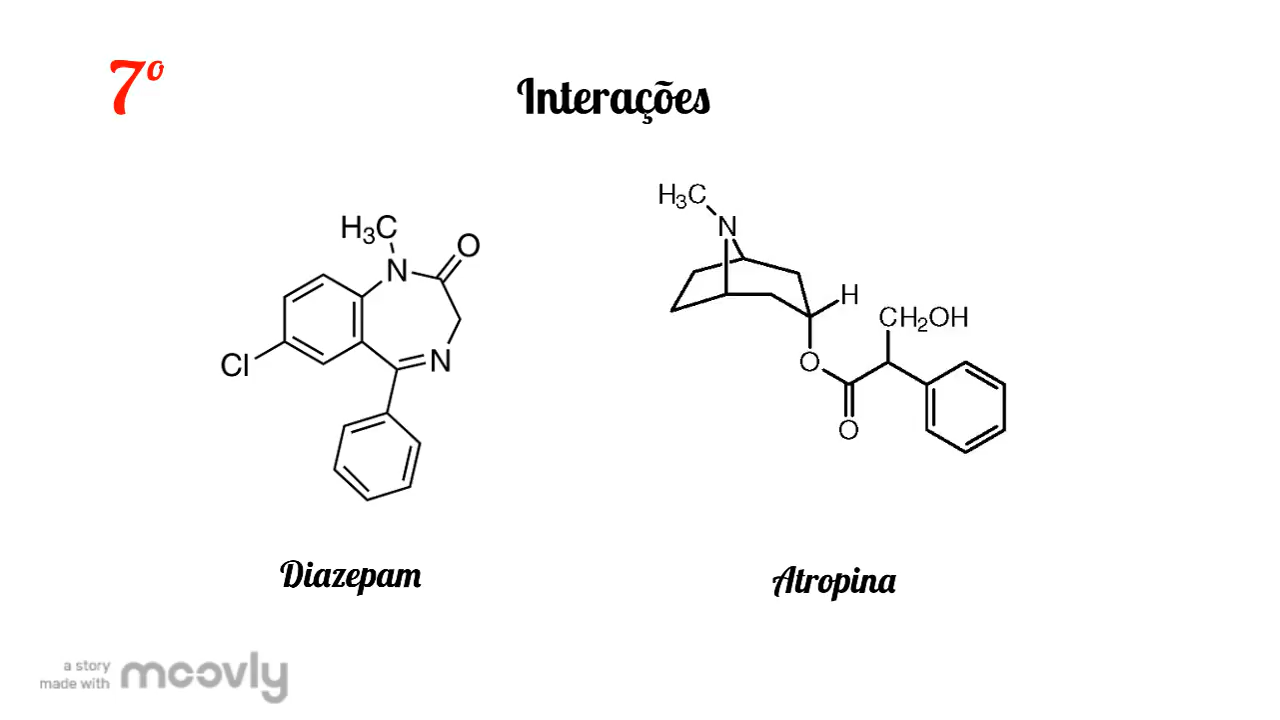 7º
Interações
H₃C
N
O
Cl
N
H₃C
N
H
CH₂OH
O
O
Diazepam
Atropina
a story
made with
moovly